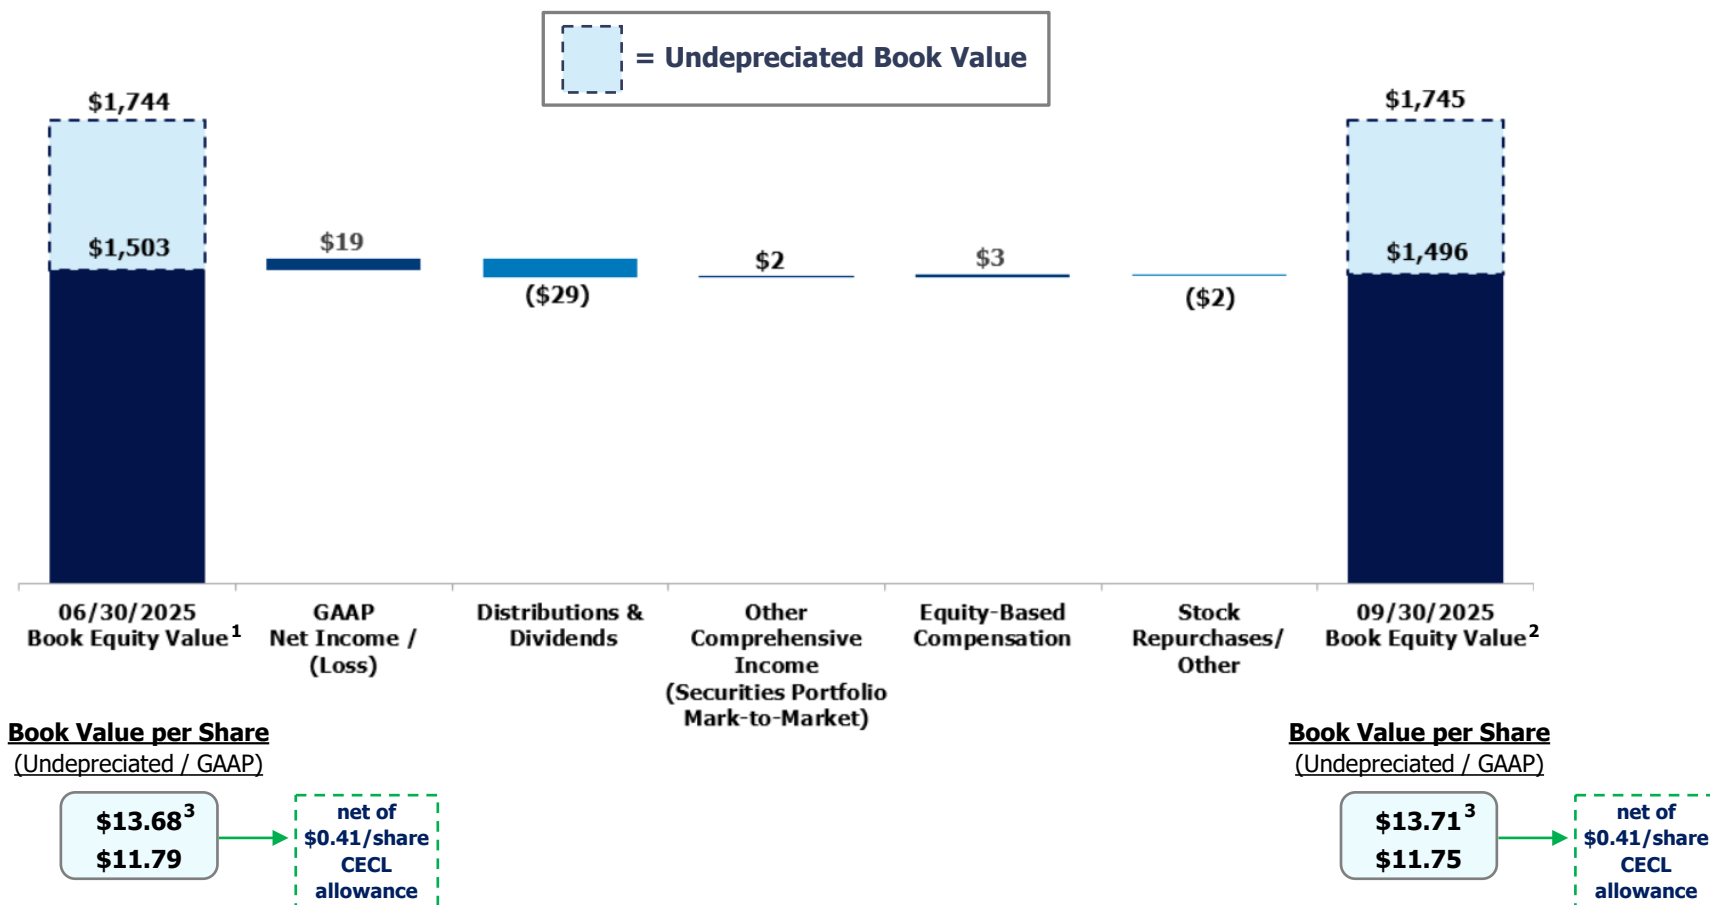 = Undepreciated Book Value
$1,744
$1,745
$1,503
$19
($29)
$2
$3
($2)
$1,496
06/30/2025
Book Equity Value1
GAAP
Net Income /
(Loss)
Distributions &
Dividends
Other
Comprehensive
Income
(Securities Portfolio
Mark-to-Market)
Equity-Based
Compensation
Stock
Repurchases/
Other
09/30/2025
Book Equity Value2
Book Value per Share
(Undepreciated / GAAP)
$13.683
$11.79
net of
$0.41/share
CECL
allowance
Book Value per Share
(Undepreciated / GAAP)
$13.713
$11.75
net of
$0.41/share
CECL
allowance